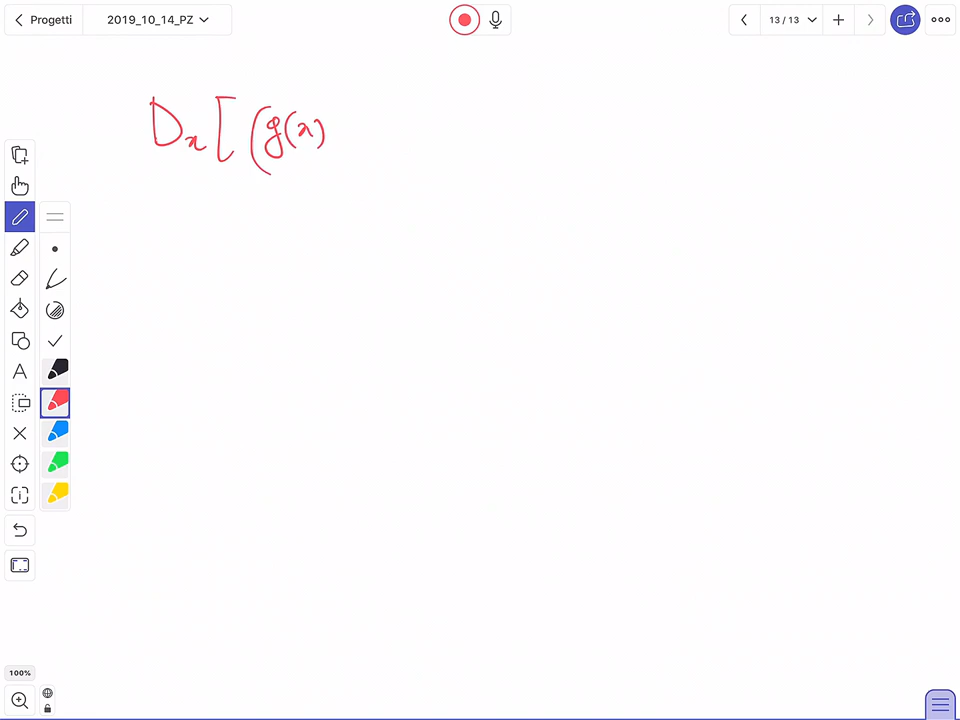 Progetti
2019_10_14_PZ
13 / 13
Dx [ (g(x)
A
100%